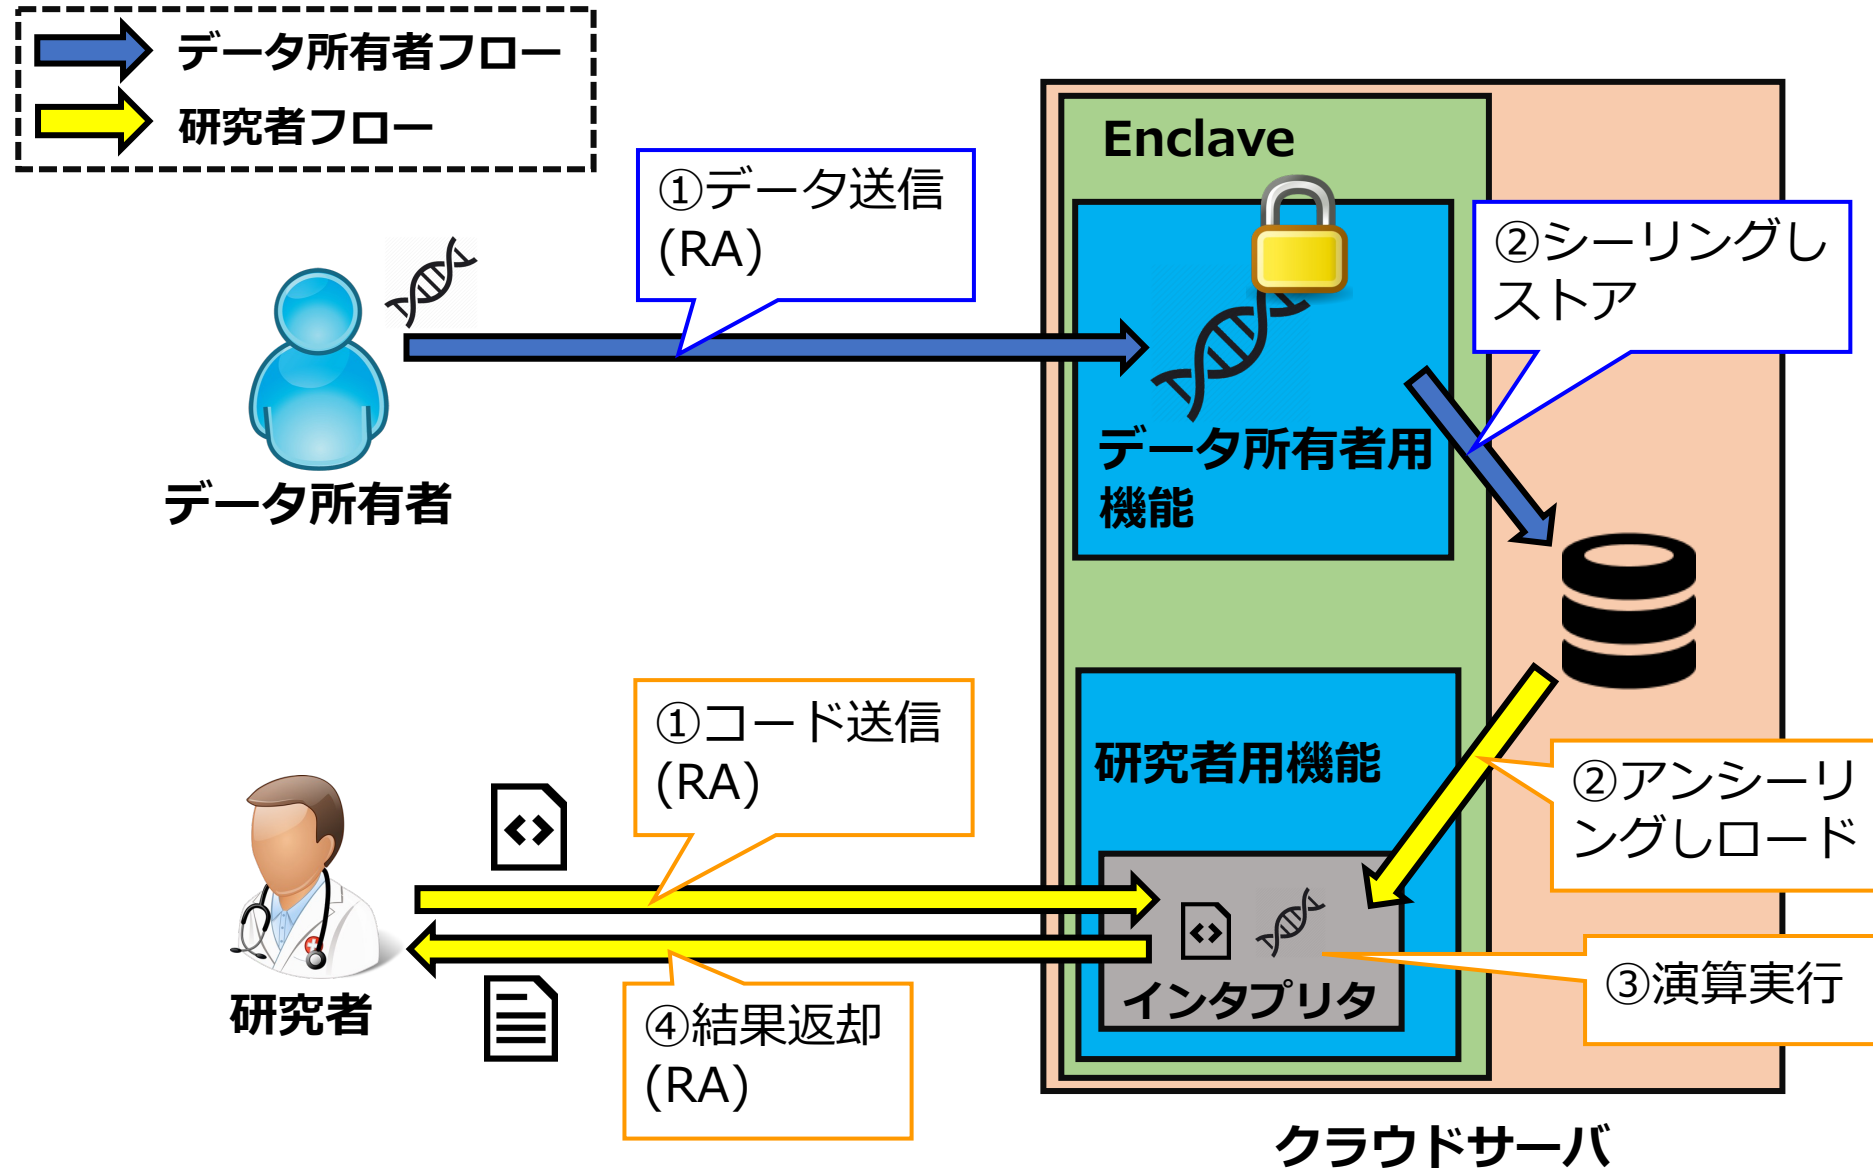 データ所有者フロー
研究者フロー
Enclave
①データ送信
(RA)
②シーリングし
ストア
データ所有者用
機能
データ所有者
①コード送信
(RA)
研究者用機能
②アンシーリ
ングしロード
③演算実行
インタプリタ
研究者
④結果返却
(RA)
クラウドサーバ